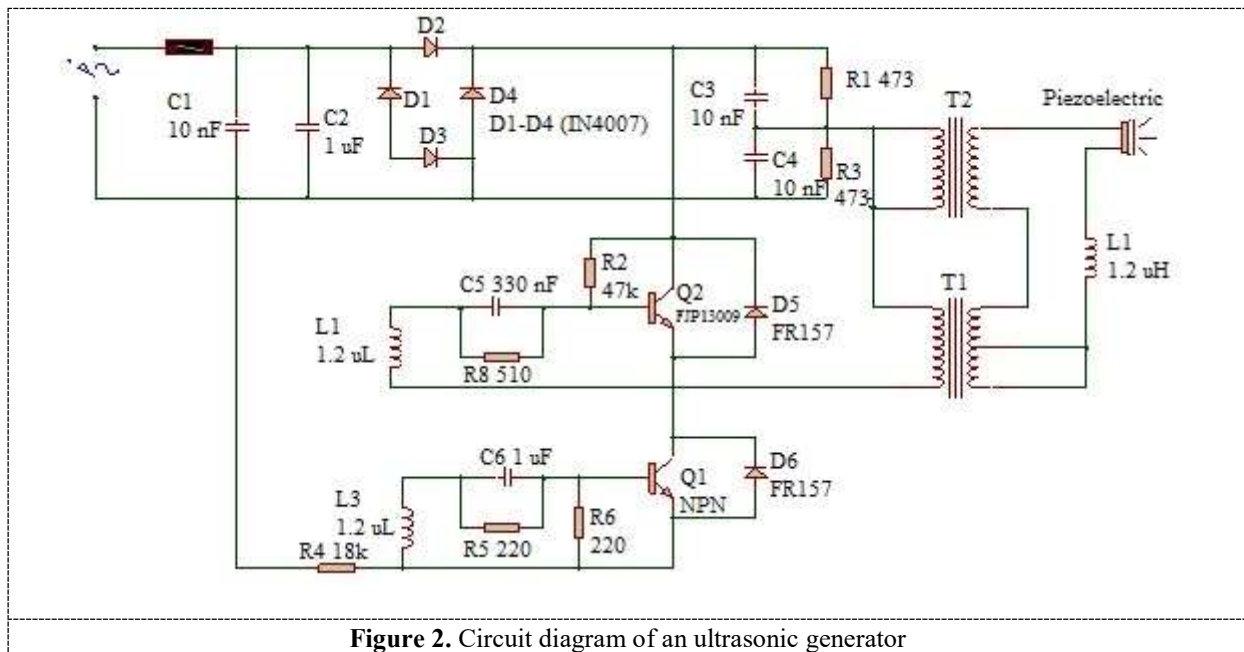 D2
C1
10 nF
C2
1 uF
D1
D4
D1-D4 (IN4007)
D3
C3
10 nF
R1 473
C4
10 nF
R3
473
T2
Piezoelectric
L1
1.2 uH
T1
C5 330 nF
R2
47k
Q2
FJP13009
D5
FR157
L1
1.2 uL
R8 510
C6 1 uF
Q1
NPN
D6
FR157
L3
1.2 uL
R5 220
R6
220
R4 18k
Figure 2. Circuit diagram of an ultrasonic generator